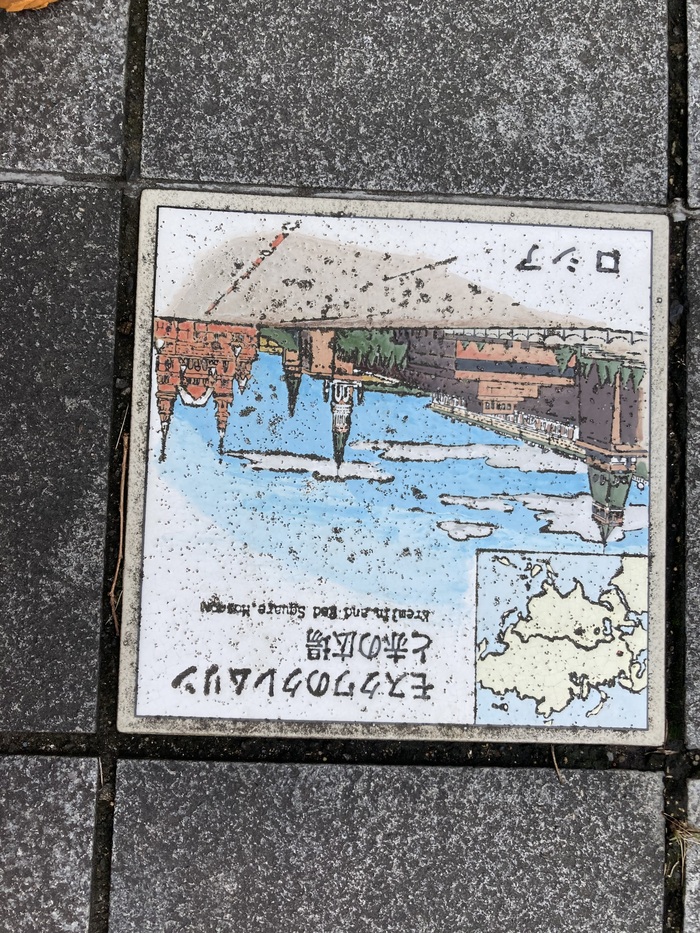 モスクワのクレムリン
と赤の広場
Kremlin and Red Square, Moscow
ロシア